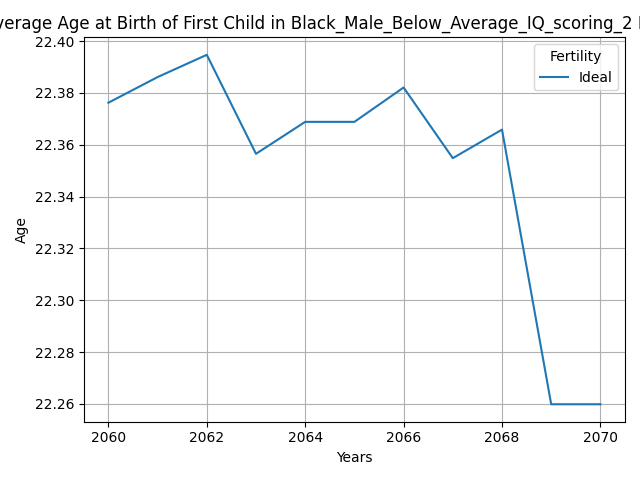 verage Age at Birth of First Child in Black_Male_Below_Average_IQ_scoring_2
22.40
22.38
22.36
22.34
22.32
22.30
22.28
22.26
Age
Fertility
Ideal
2060 2062 2064 2066 2068 2070
Years